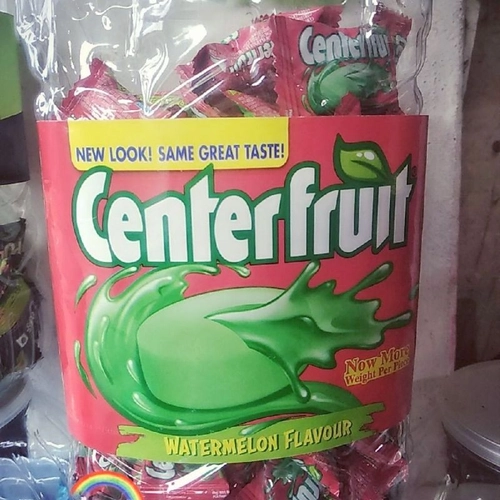 Centerfruit
NEW LOOK! SAME GREAT TASTE!
Centerfruit
Now More
Weight Per
WATERMELON FLAVOUR